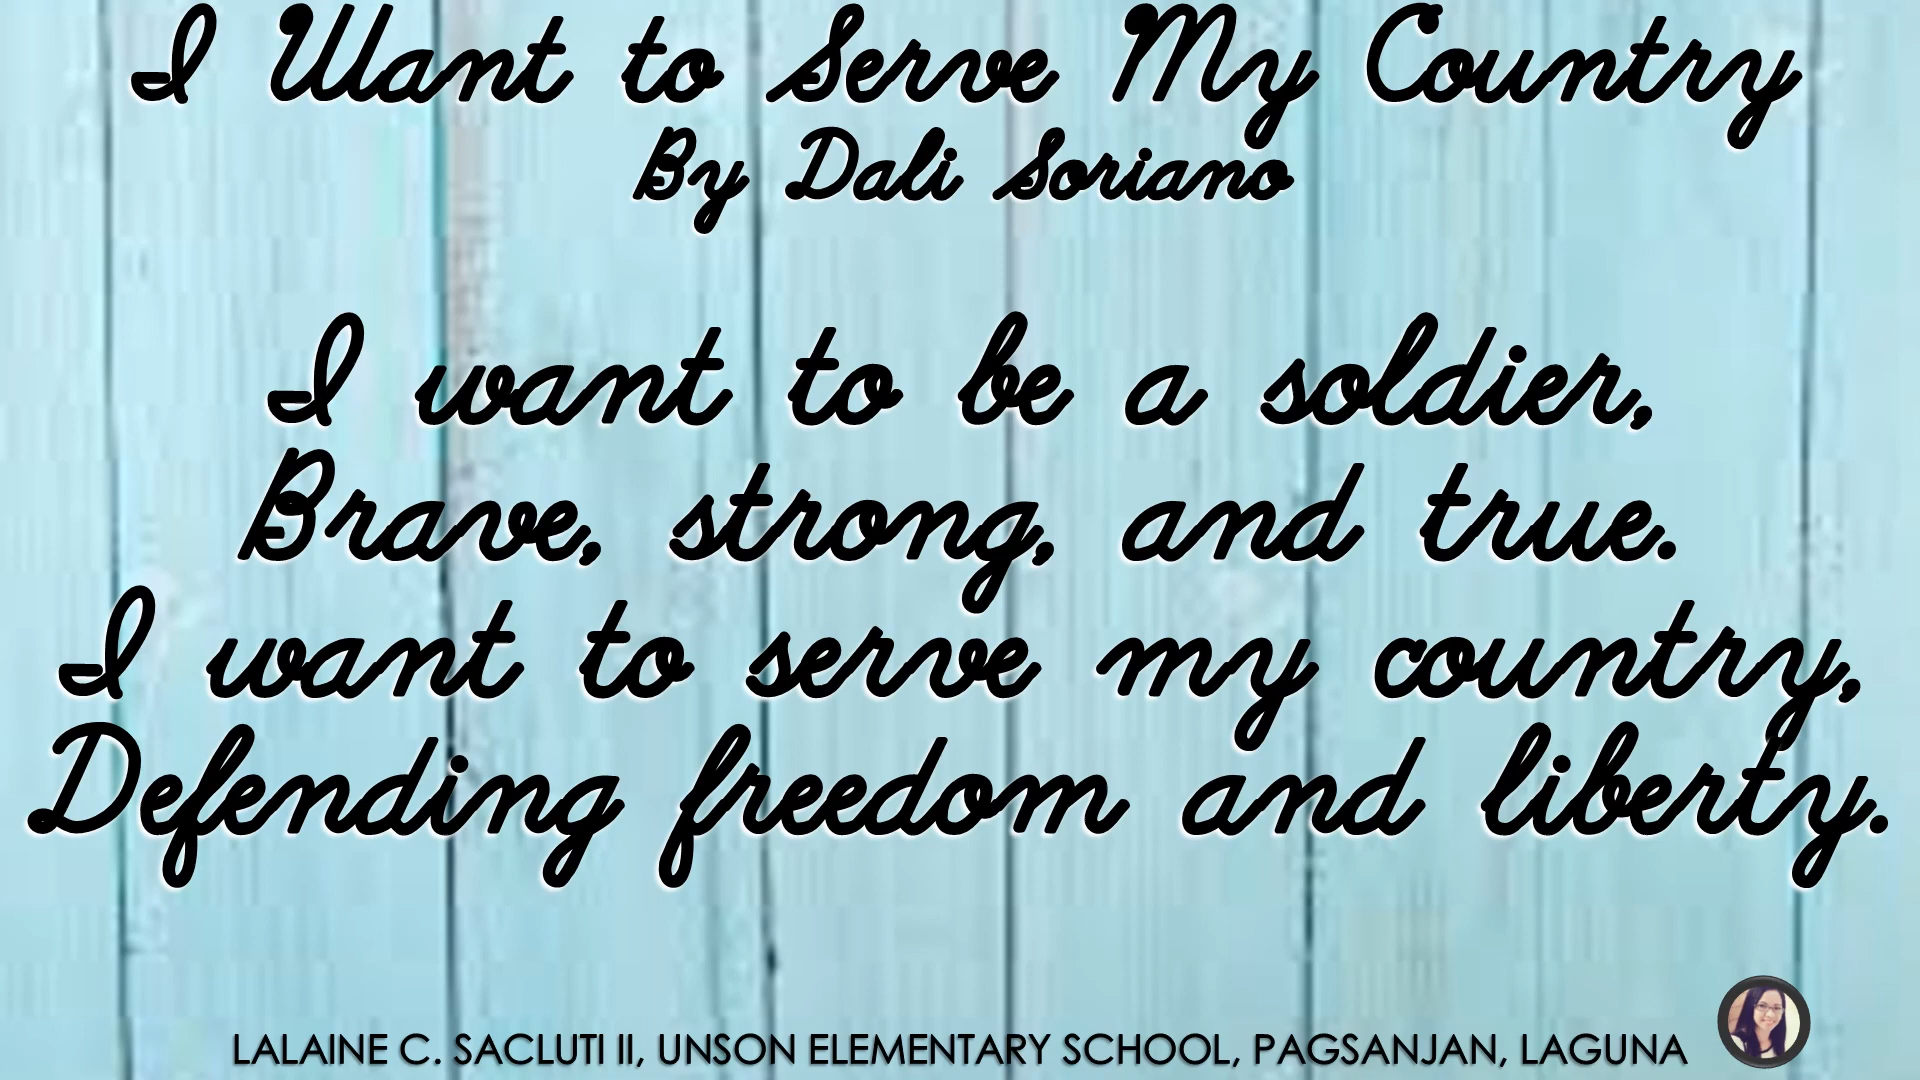 I Want to Serve My Country
By Dali Soriano
I want to be a soldier,
Brave, strong, and true.
I want to serve my country,
Defending freedom and liberty.
LALAINE C. SACLUTI II, UNSON ELEMENTARY SCHOOL, PAGSANJAN, LAGUNA